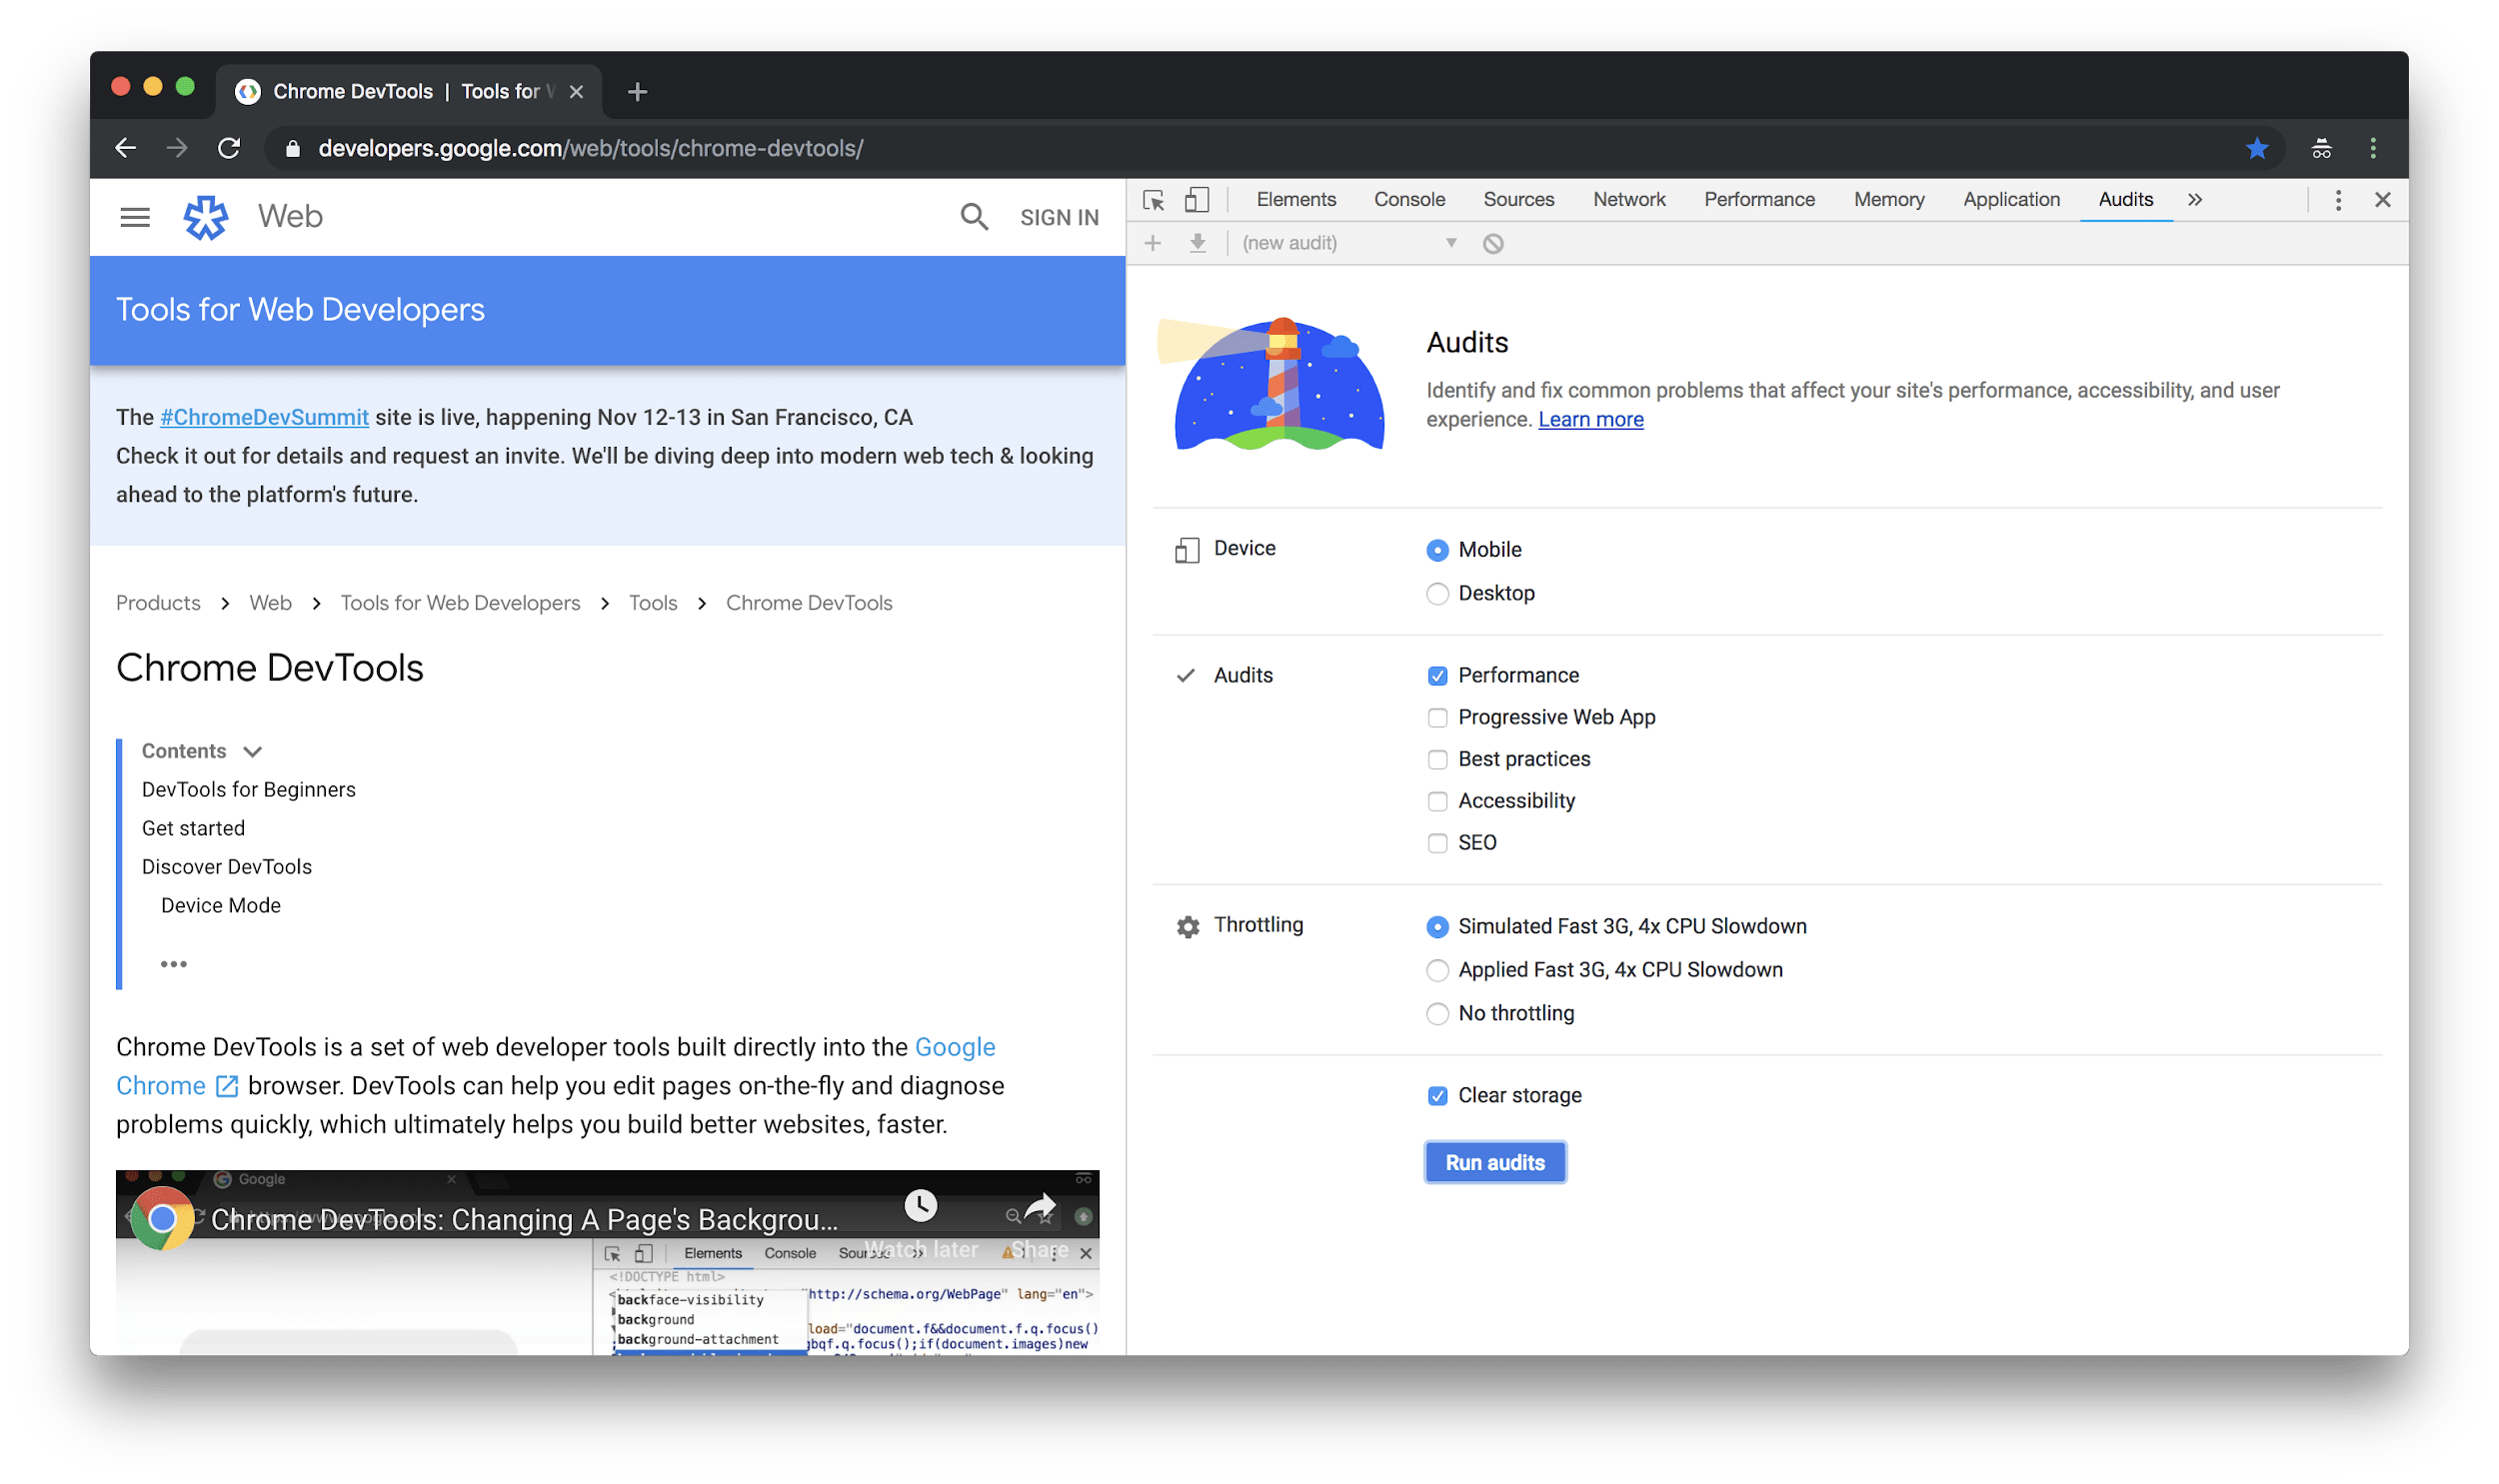 Chrome DevTools | Tools for W
developers.google.com/web/tools/chrome-devtools/
Web
SIGN IN
Tools for Web Developers
The #ChromeDevSummit site is live, happening Nov 12-13 in San Francisco, CA
Check it out for details and request an invite. We'll be diving deep into modern web tech & looking
ahead to the platform's future.
Products > Web > Tools for Web Developers > Tools > Chrome DevTools
Chrome DevTools
Contents
DevTools for Beginners
Get started
Discover DevTools
Device Mode
•••
Chrome DevTools is a set of web developer tools built directly into the Google
Chrome browser. DevTools can help you edit pages on-the-fly and diagnose
problems quickly, which ultimately helps you build better websites, faster.
Google
Chrome DevTools: Changing A Page's Backgrou...
Watch later
Share
Elements Console
<!DOCTYPE html>
"http://schema.org/WebPage" lang="en">
backface-visibility
background
load="document.f&&document.f.q.focus()
background-attachment
gbqf.q.focus();if(document.images)new
Elements Console Sources Network Performance Memory Application Audits »
(new audit)
Audits
Identify and fix common problems that affect your site's performance, accessibility, and user
experience. Learn more
Device
Mobile
Desktop
Audits
Performance
Progressive Web App
Best practices
Accessibility
SEO
Throttling
Simulated Fast 3G, 4x CPU Slowdown
Applied Fast 3G, 4x CPU Slowdown
No throttling
Clear storage
Run audits